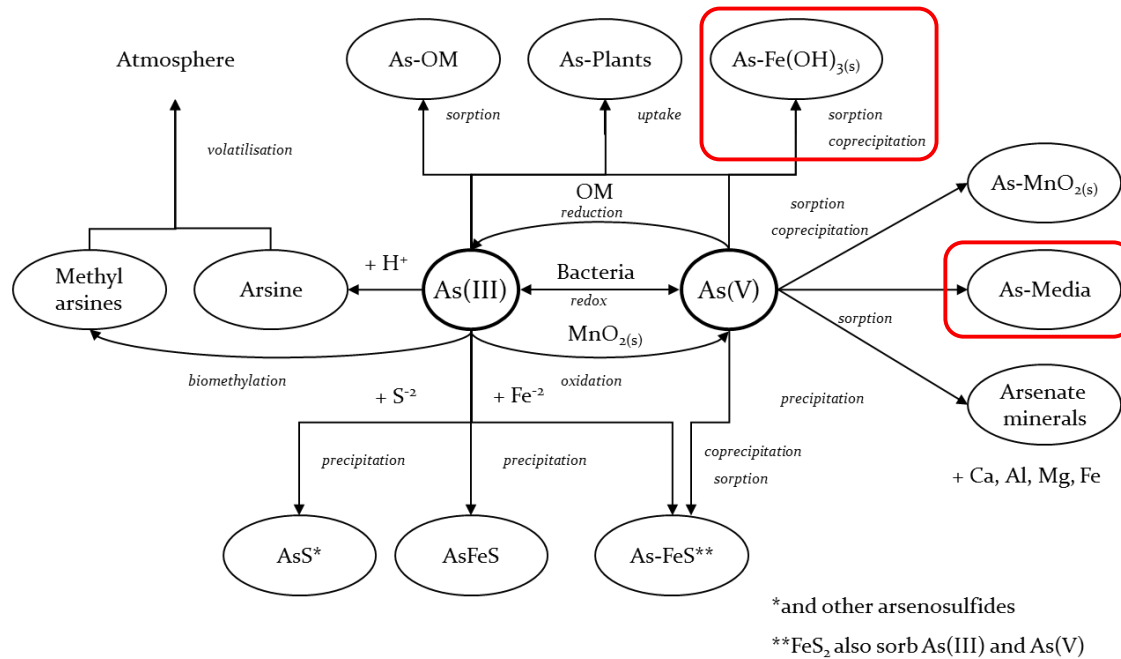 Atmosphere
As-OM
As-Plants
As-Fe(OH)₃₍ₛ₎
sorption
uptake
sorption
coprecipitation
volatilisation
As-MnO₂₍ₛ₎
OM
reduction
sorption
coprecipitation
Methyl
arsines
Arsine
+ H⁺
As(III)
Bacteria
redox
As(V)
As-Media
sorption
MnO₂₍ₛ₎
biomethylation
oxidation
+ S⁻²
+ Fe⁻²
precipitation
Arsenate
minerals
precipitation
precipitation
coprecipitation
sorption
+ Ca, Al, Mg, Fe
AsS*
AsFeS
As-FeS**
*and other arsenosulfides
**FeS₂ also sorb As(III) and As(V)